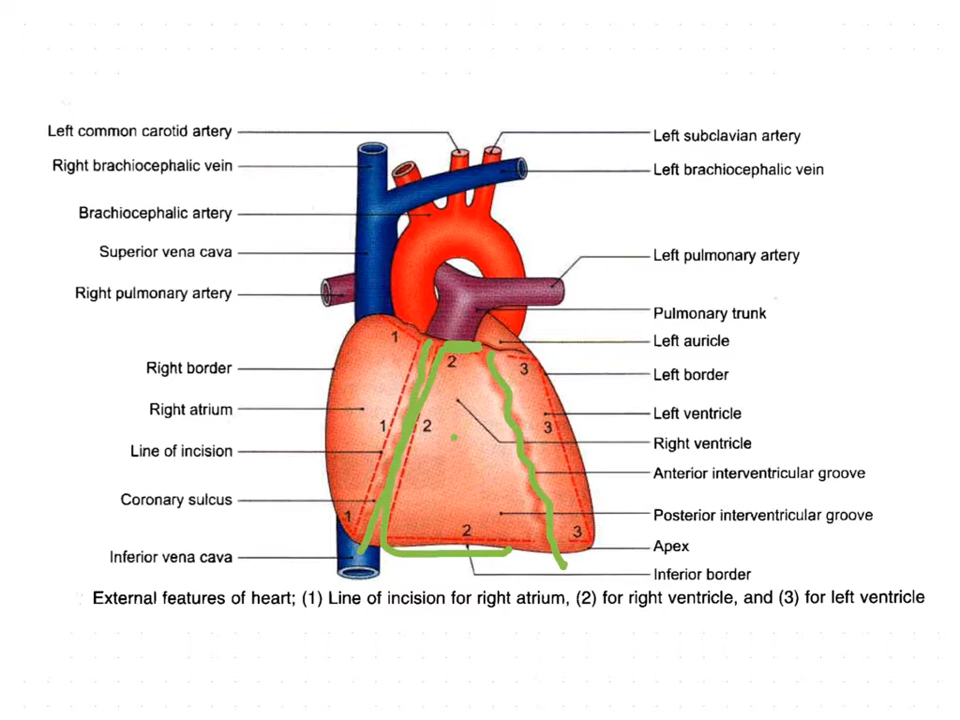 Left common carotid artery
Right brachiocephalic vein
Brachiocephalic artery
Superior vena cava
Right pulmonary artery
Right border
Right atrium
Line of incision
Coronary sulcus
Inferior vena cava
Left subclavian artery
Left brachiocephalic vein
Left pulmonary artery
Pulmonary trunk
Left auricle
Left border
Left ventricle
Right ventricle
Anterior interventricular groove
Posterior interventricular groove
Apex
Inferior border
1
2
3
1
2
3
1
2
3
External features of heart; (1) Line of incision for right atrium, (2) for right ventricle, and (3) for left ventricle